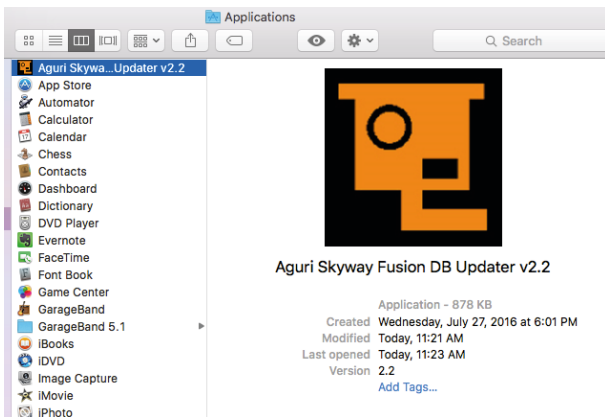 Applications
Search
Aguri Skywa...Updater v2.2
App Store
Automator
Calculator
Calendar
Chess
Contacts
Dashboard
Dictionary
DVD Player
Evernote
FaceTime
Font Book
Game Center
GarageBand
GarageBand 5.1
iBooks
iDVD
Image Capture
iMovie
iPhoto
Aguri Skyway Fusion DB Updater v2.2
Application - 878 KB
Created Wednesday, July 27, 2016 at 6:01 PM
Modified Today, 11:21 AM
Last opened Today, 11:23 AM
Version 2.2
Add Tags...